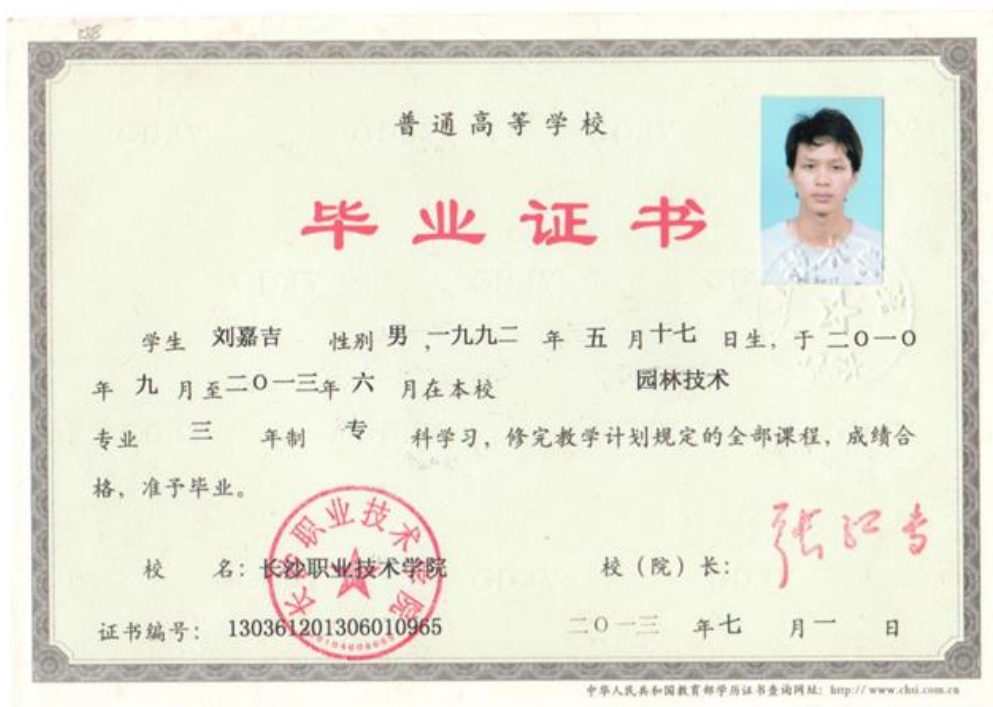 普通高等学校
毕业证书
学生 刘嘉吉 性别 男 ,一九九二 年 五 月 十七 日生，于 二O一O
年 九 月至 二O一三 年 六 月在本校 园林技术
专业 三 年制 专 科学习，修完教学计划规定的全部课程，成绩合
格，准予毕业。
长沙职业技术学院
校 名：长沙职业技术学院 校（院）长：
证书编号：130361201306010965 二O一三 年七 月一 日
中华人民共和国教育部学历证书查询网址：http://www.chsi.com.cn